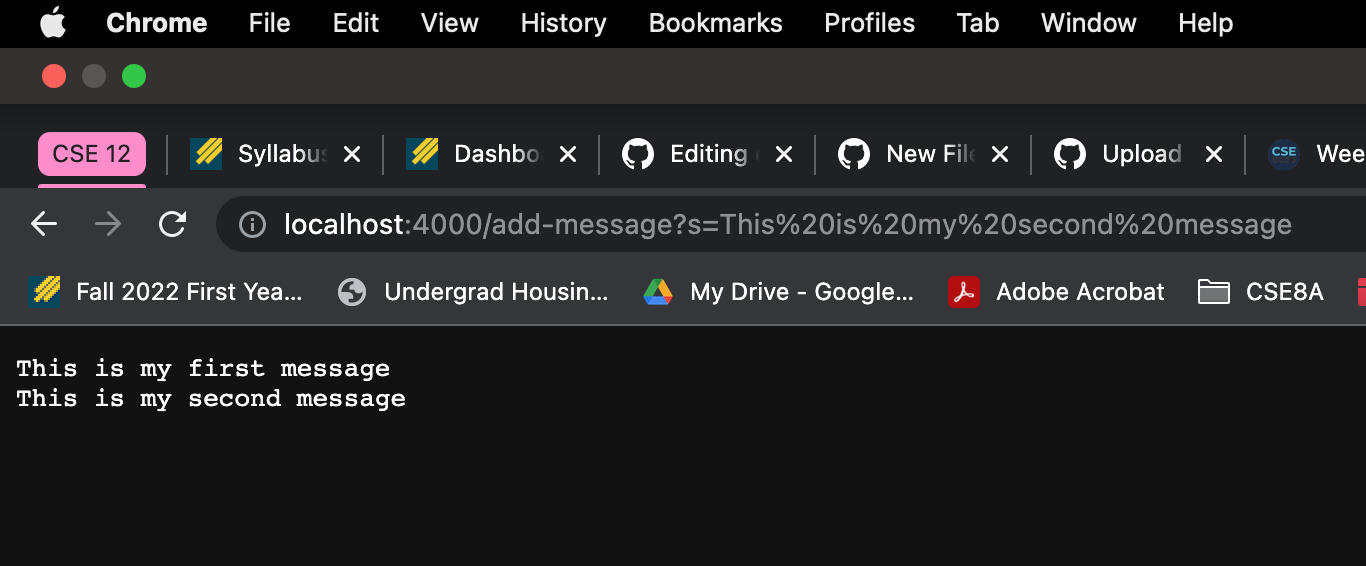 Chrome File Edit View History Bookmarks Profiles Tab Window Help
CSE 12 Syllabus Dashbo Editing New File Upload CSE Wee
localhost:4000/add-message?s=This%20is%20my%20second%20message
Fall 2022 First Yea... Undergrad Housin... My Drive - Google... Adobe Acrobat CSE8A
This is my first message
This is my second message